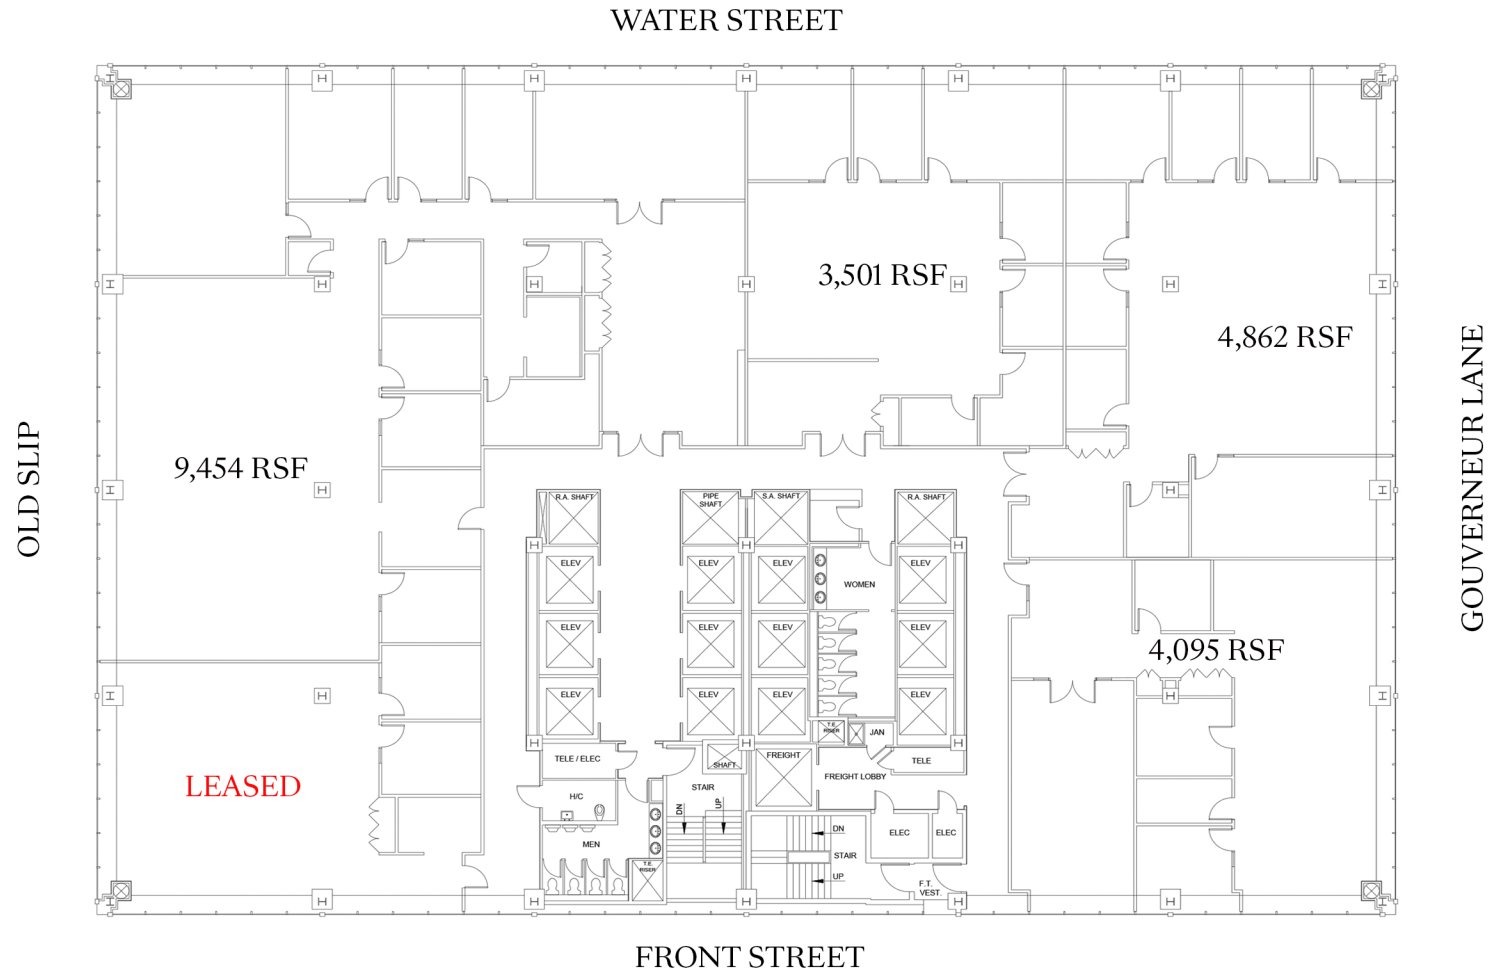 WATER STREET
3,501 RSF
4,862 RSF
OLD SLIP
9,454 RSF
GOUVERNEUR LANE
R.A. SHAFT
PIPE
SHAFT
S.A. SHAFT
R.A. SHAFT
ELEV
ELEV
ELEV
ELEV
WOMEN
ELEV
ELEV
ELEV
ELEV
4,095 RSF
ELEV
ELEV
ELEV
ELEV
T.E.
RISER
JAN
TELE / ELEC
SHAFT
FREIGHT
TELE
FREIGHT LOBBY
LEASED
H/C
STAIR
DN
UP
MEN
DN
ELEC
ELEC
STAIR
T.E.
RISER
UP
F.T.
VEST.
FRONT STREET